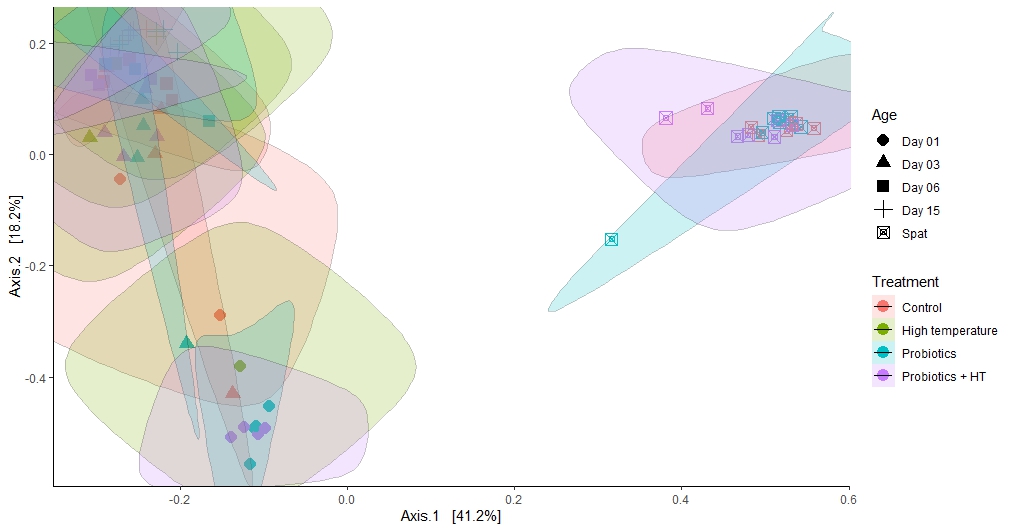 0.2
0.0
-0.2
-0.4
Axis.2 [18.2%]
-0.2
0.0
0.2
0.4
0.6
Axis.1 [41.2%]
Age
Day 01
Day 03
Day 06
Day 15
Spat
Treatment
Control
High temperature
Probiotics
Probiotics + HT